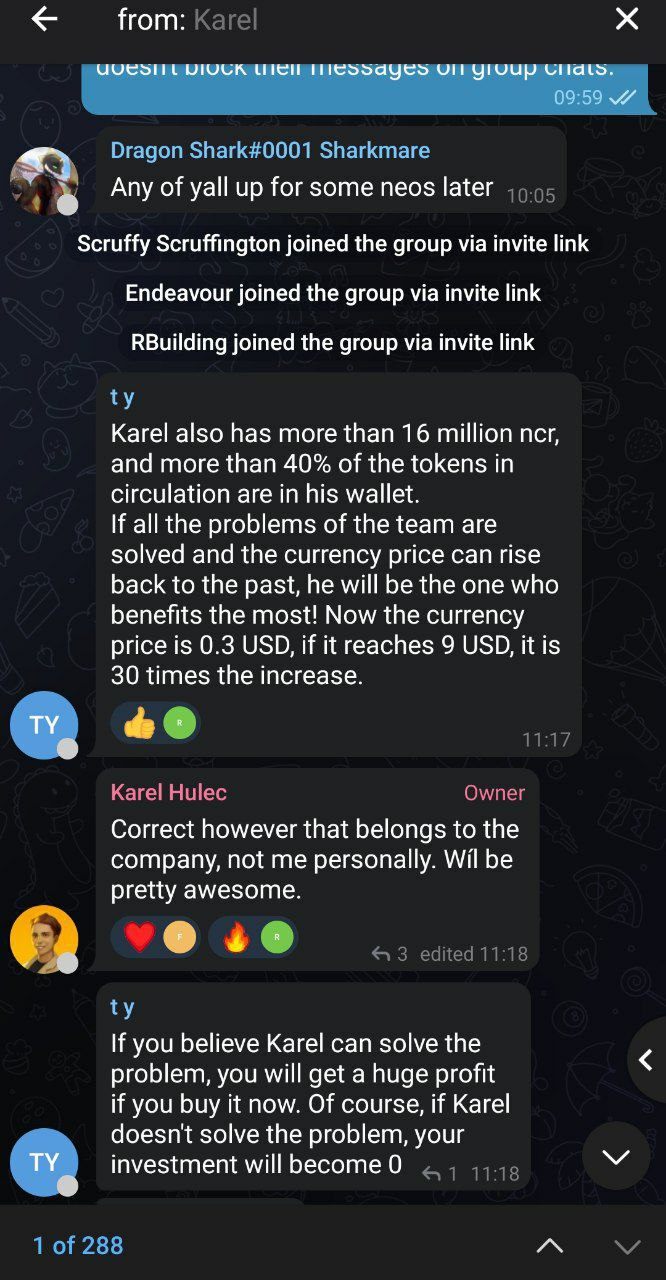 from: Karel
doesn't block their messages on group chats.
09:59
Dragon Shark#0001 Sharkmare
Any of yall up for some neos later 10:05
Scruffy Scruffington joined the group via invite link
Endeavour joined the group via invite link
RBuilding joined the group via invite link
t y
Karel also has more than 16 million ncr,
and more than 40% of the tokens in
circulation are in his wallet.
If all the problems of the team are
solved and the currency price can rise
back to the past, he will be the one who
benefits the most! Now the currency
price is 0.3 USD, if it reaches 9 USD, it is
30 times the increase.
TY
R
11:17
Karel Hulec Owner
Correct however that belongs to the
company, not me personally. Wíl be
pretty awesome.
F R
3 edited 11:18
t y
If you believe Karel can solve the
problem, you will get a huge profit
if you buy it now. Of course, if Karel
doesn't solve the problem, your
investment will become 0 1 11:18
TY
1 of 288